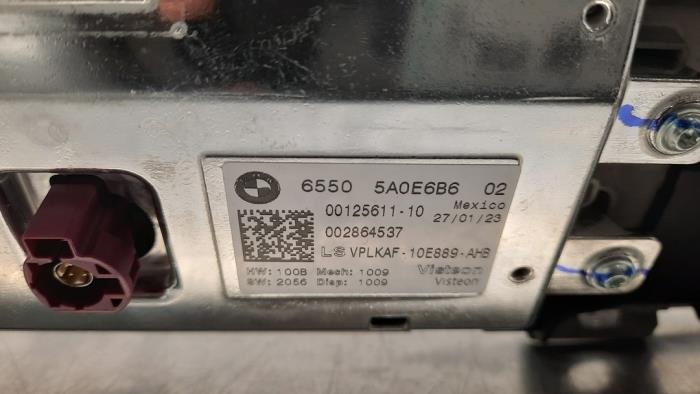 6550 5A0E6B6 02
00125611-10 Mexico
002864537 27/01/23
LS VPLKAF-10E889-AHB
HW: 100B Mech: 1009 Visteon
SW: 2056 Disp: 1009 Visteon